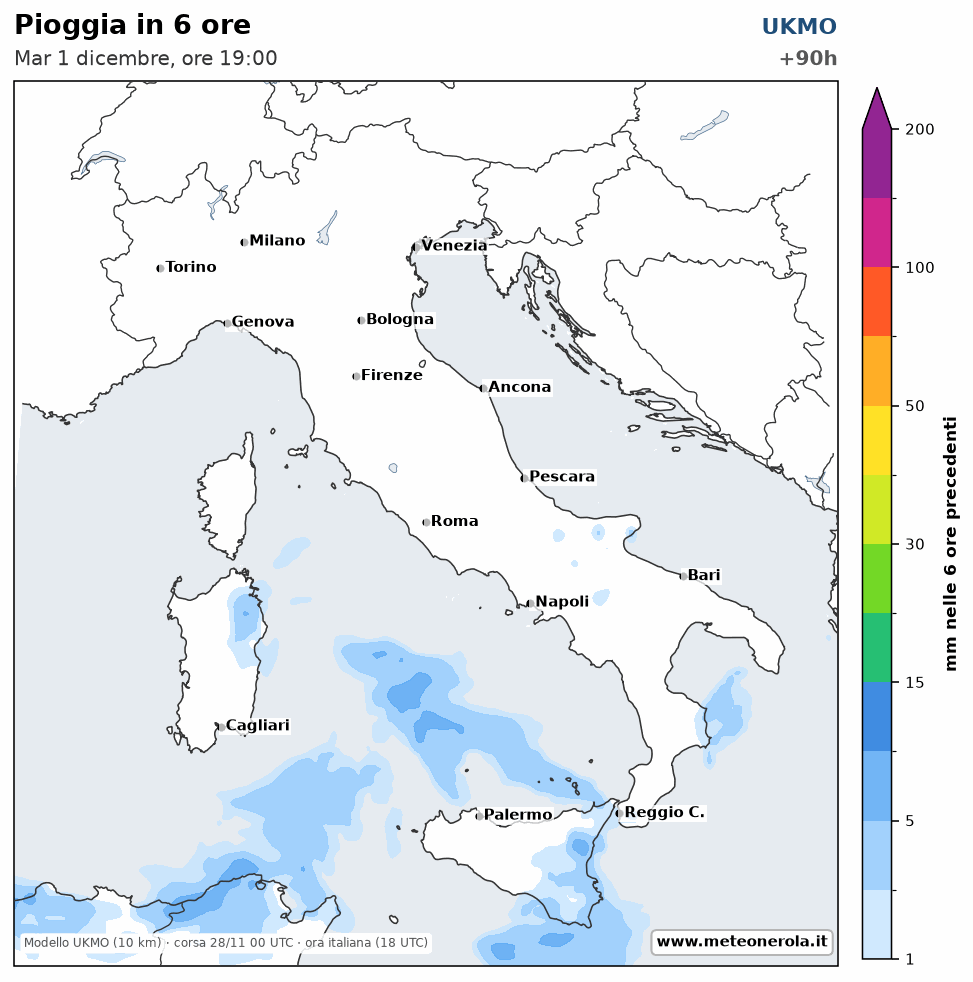 Pioggia in 6 ore
UKMO
Mar 1 dicembre, ore 19:00
+90h
200
100
50
30
15
5
1
mm nelle 6 ore precedenti
Milano
Venezia
Torino
Genova
Bologna
Firenze
Ancona
Pescara
Roma
Bari
Napoli
Cagliari
Palermo
Reggio C.
Modello UKMO (10 km) · corsa 28/11 00 UTC · ora italiana (18 UTC)
www.meteonerola.it